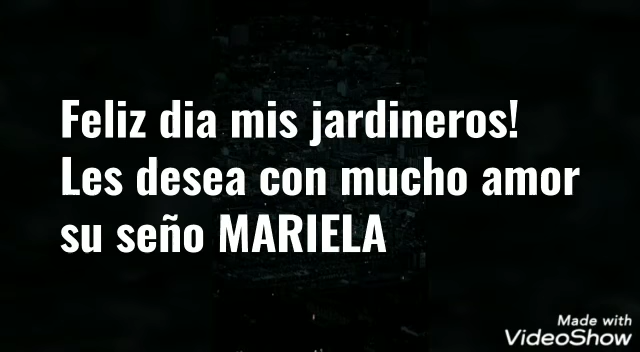 Feliz dia mis jardineros!
Les desea con mucho amor
su seño MARIELA
Made with
VideoShow